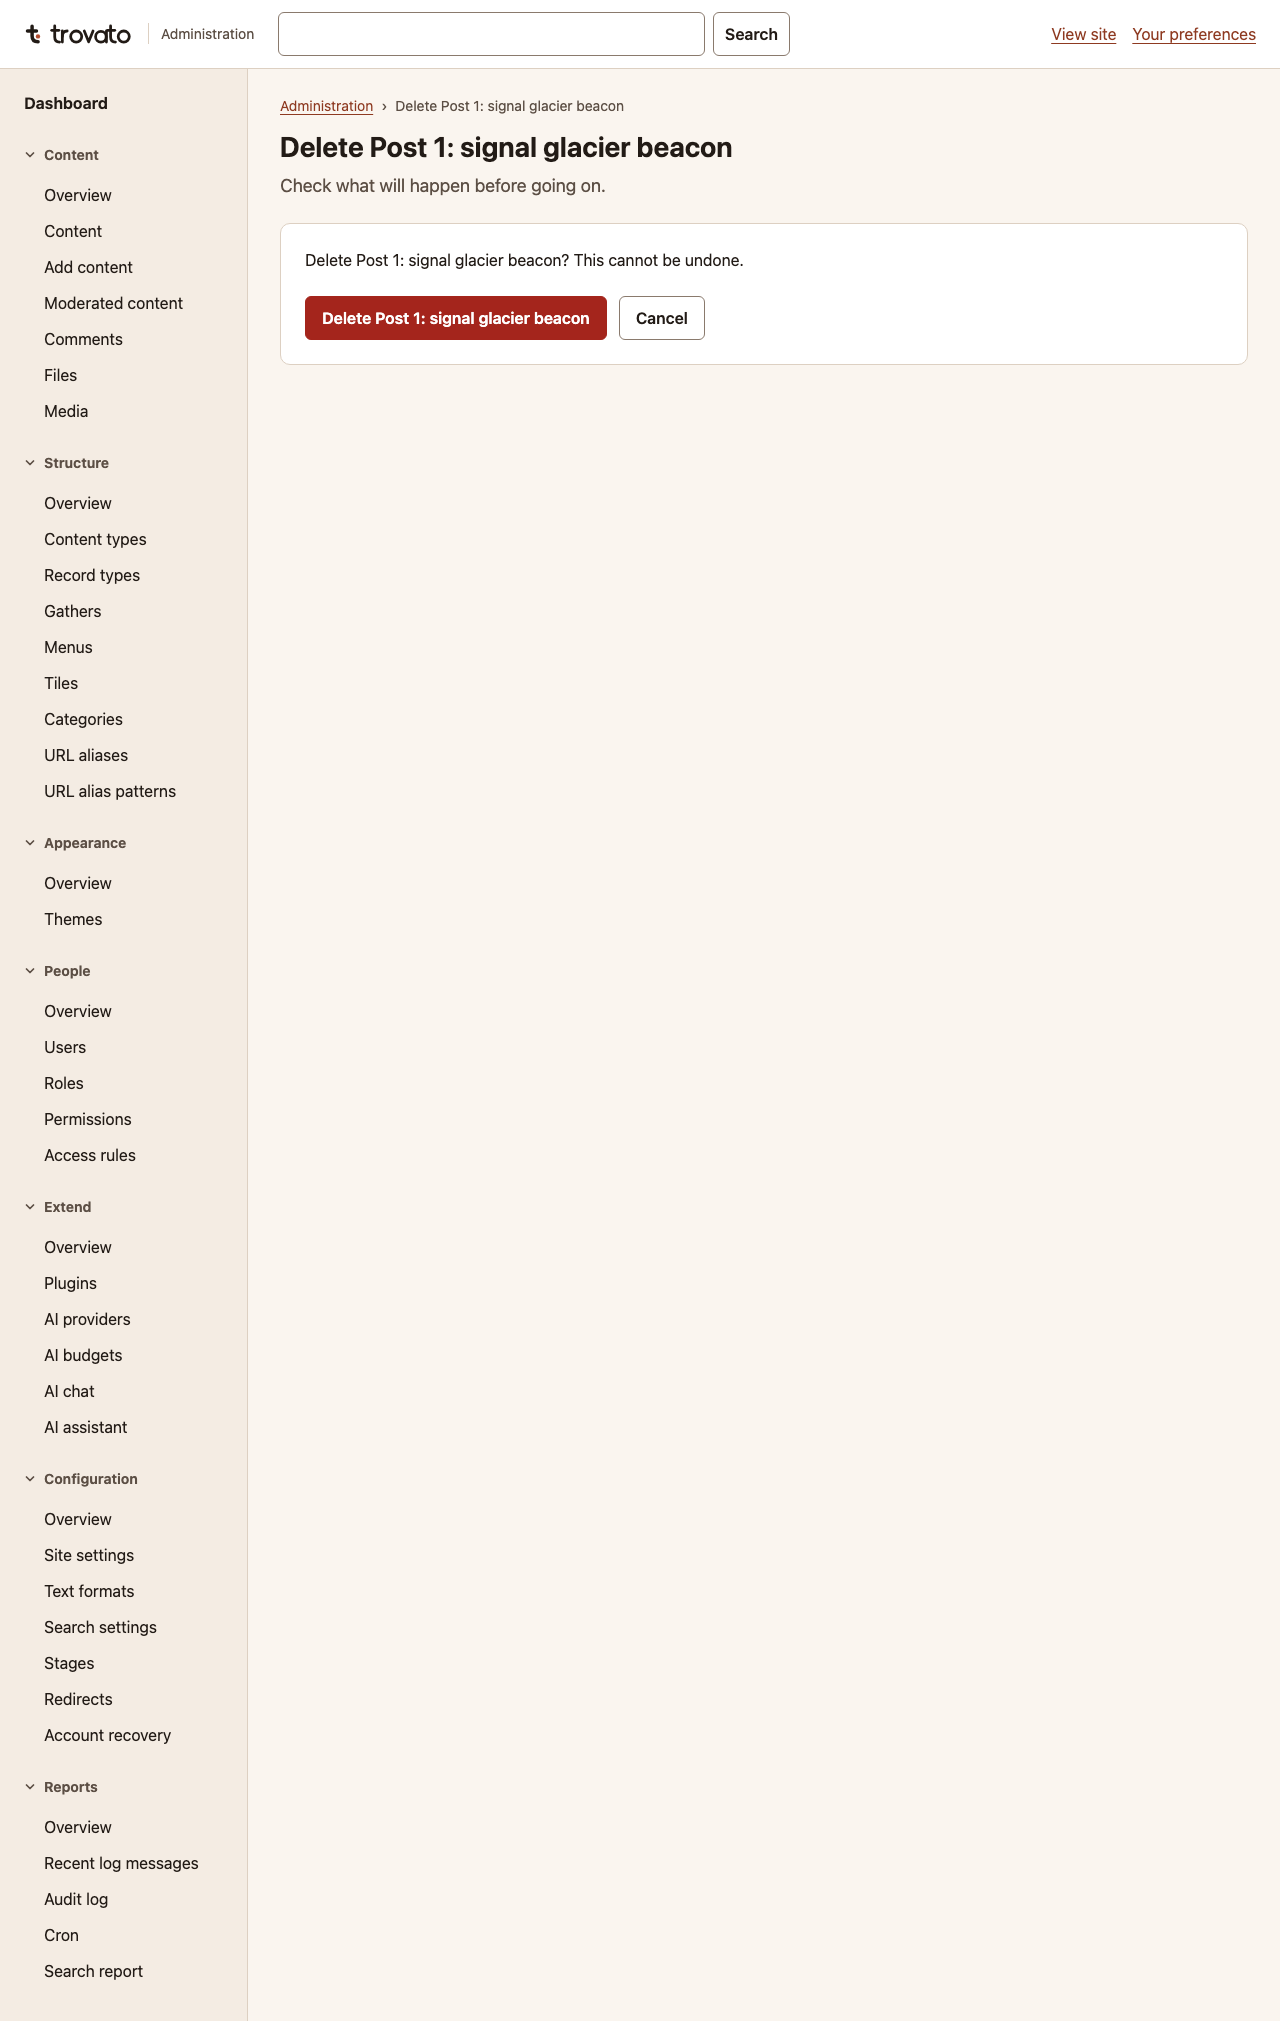 trovato
Administration
Search
View site
Your preferences
Dashboard
Content
Overview
Content
Add content
Moderated content
Comments
Files
Media
Structure
Overview
Content types
Record types
Gathers
Menus
Tiles
Categories
URL aliases
URL alias patterns
Appearance
Overview
Themes
People
Overview
Users
Roles
Permissions
Access rules
Extend
Overview
Plugins
AI providers
AI budgets
AI chat
AI assistant
Configuration
Overview
Site settings
Text formats
Search settings
Stages
Redirects
Account recovery
Reports
Overview
Recent log messages
Audit log
Cron
Search report
Administration › Delete Post 1: signal glacier beacon
Delete Post 1: signal glacier beacon
Check what will happen before going on.
Delete Post 1: signal glacier beacon? This cannot be undone.
Delete Post 1: signal glacier beacon
Cancel